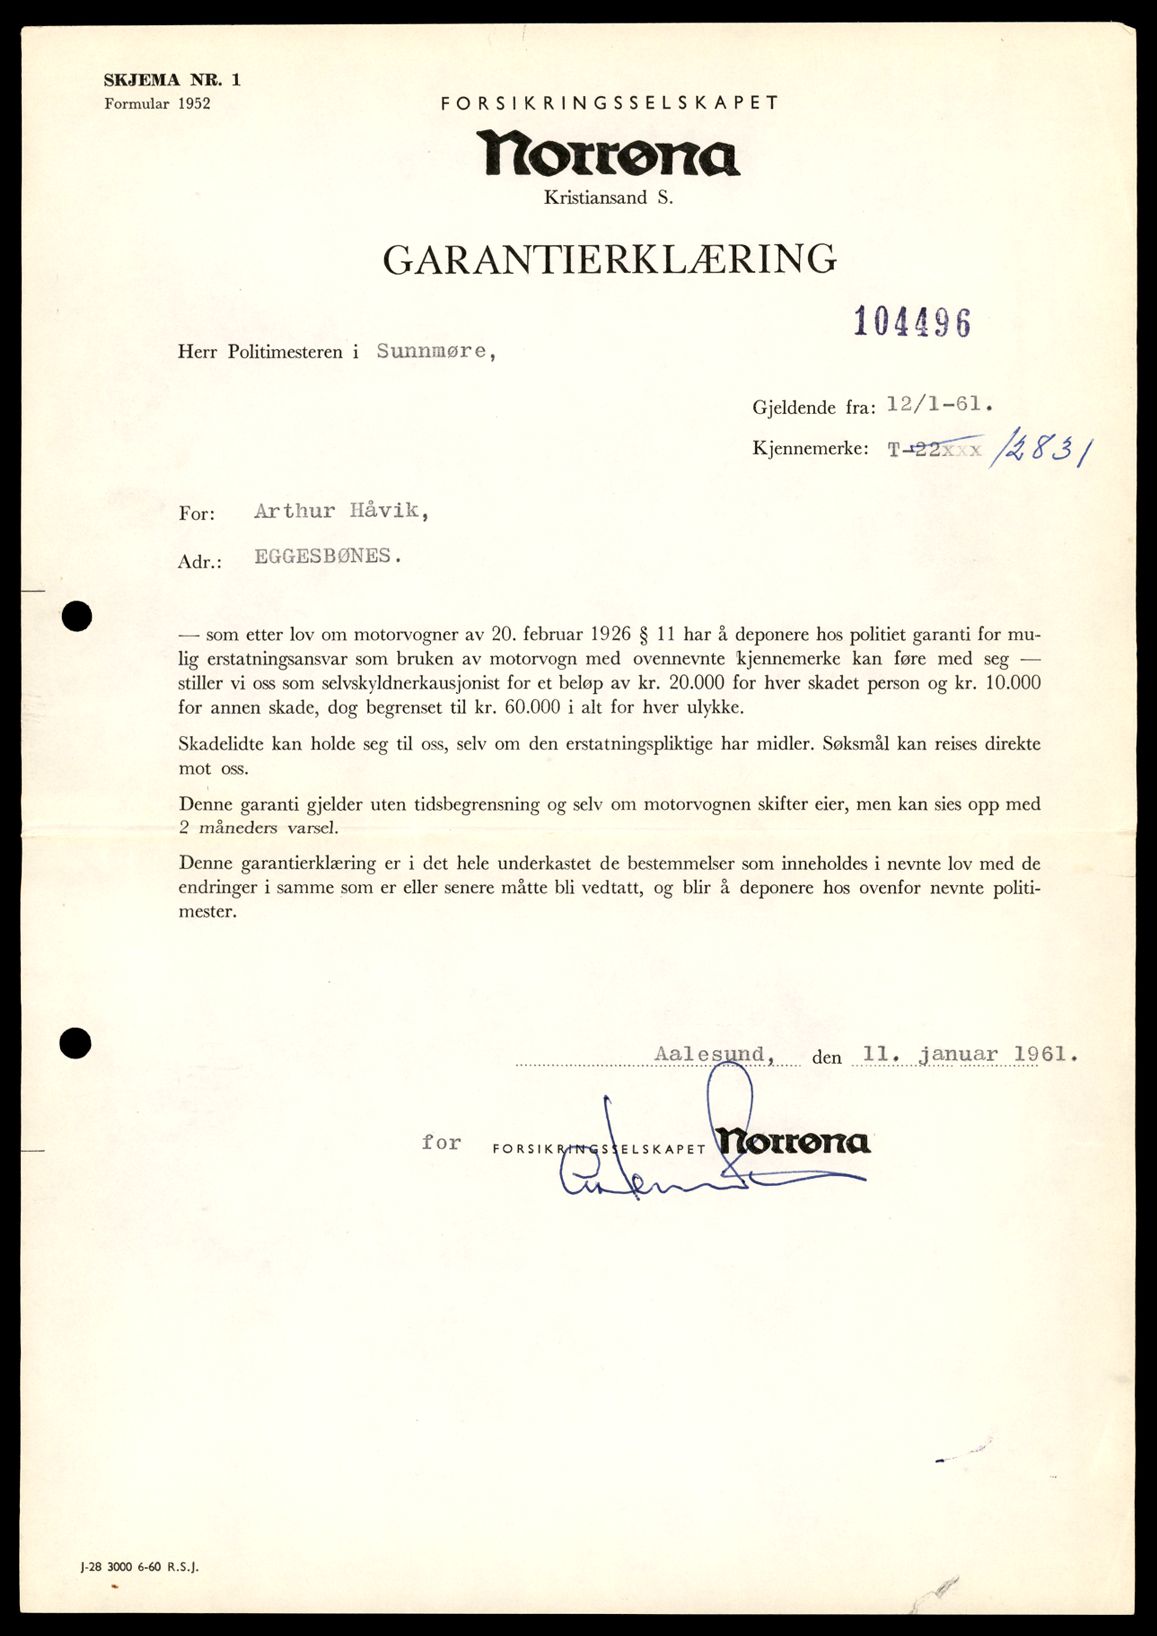 SKJEMA NR. 1
Formular 1952
FORSIKRINGSSELSKAPET
Norrøna
Kristiansand S.
GARANTIERKLÆRING
104496
Herr Politimesteren i Sunnmøre,
Gjeldende fra: 12/1-61.
Kjennemerke: T-22xxx 12831
For: Arthur Håvik,
Adr.: EGGESBØNES.
— som etter lov om motorvogner av 20. februar 1926 § 11 har å deponere hos politiet garanti for mu-
lig erstatningsansvar som bruken av motorvogn med ovennevnte kjennemerke kan føre med seg —
stiller vi oss som selvskyldnerkausjonist for et beløp av kr. 20.000 for hver skadet person og kr. 10.000
for annen skade, dog begrenset til kr. 60.000 i alt for hver ulykke.
Skadelidte kan holde seg til oss, selv om den erstatningspliktige har midler. Søksmål kan reises direkte
mot oss.
Denne garanti gjelder uten tidsbegrensning og selv om motorvognen skifter eier, men kan sies opp med
2 måneders varsel.
Denne garantierklæring er i det hele underkastet de bestemmelser som inneholdes i nevnte lov med de
endringer i samme som er eller senere måtte bli vedtatt, og blir å deponere hos ovenfor nevnte politi-
mester.
Aalesund, den 11. januar 1961.
for FORSIKRINGSSELSKAPET Norrøna
J-28 3000 6-60 R.S.J.